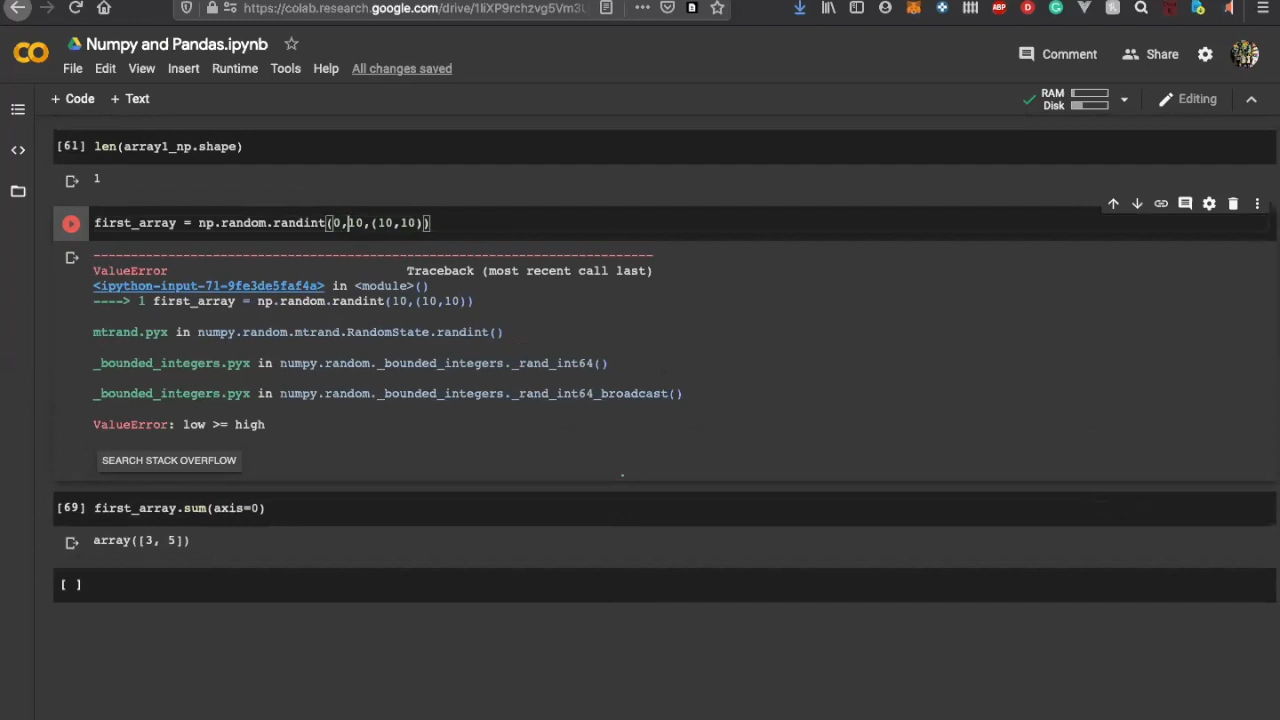 https://colab.research.google.com/drive/1liXP9rchzvg5Vm3U
ABP
Numpy and Pandas.ipynb
Comment
Share
File Edit View Insert Runtime Tools Help All changes saved
+ Code + Text
RAM
Disk
Editing
[61] len(array1_np.shape)
1
first_array = np.random.randint(0,10,(10,10))
---------------------------------------------------------------------------
ValueError Traceback (most recent call last)
<ipython-input-71-9fe3de5faf4a> in <module>()
----> 1 first_array = np.random.randint(10,(10,10))
mtrand.pyx in numpy.random.mtrand.RandomState.randint()
_bounded_integers.pyx in numpy.random._bounded_integers._rand_int64()
_bounded_integers.pyx in numpy.random._bounded_integers._rand_int64_broadcast()
ValueError: low >= high
SEARCH STACK OVERFLOW
[69] first_array.sum(axis=0)
array([3, 5])
[ ]